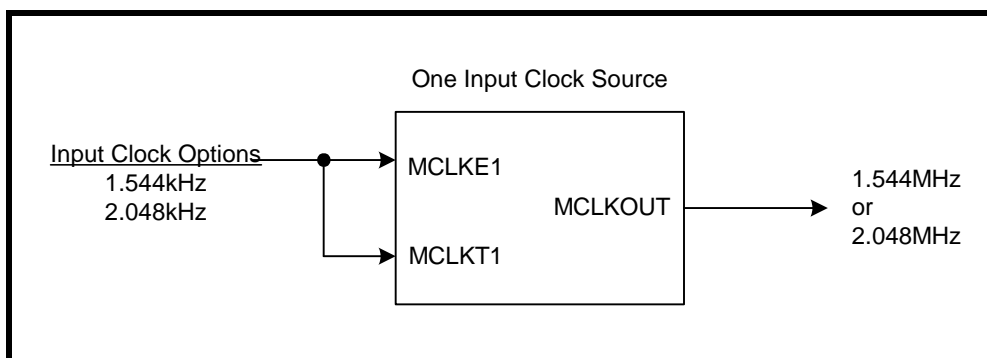 One Input Clock Source
Input Clock Options
1.544kHz
2.048kHz
MCLKE1
MCLKT1
MCLKOUT
1.544MHz
or
2.048MHz